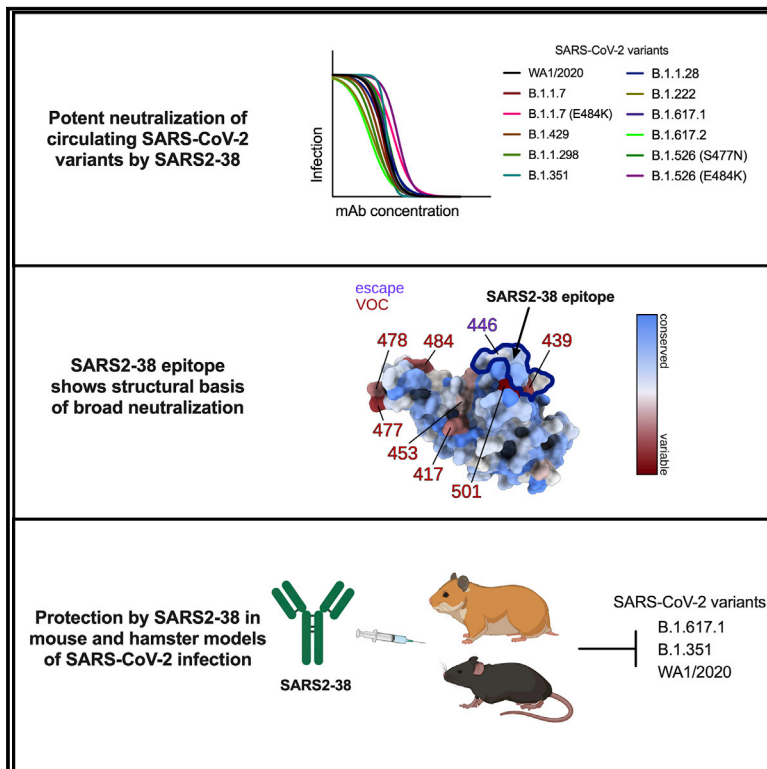 Potent neutralization of
circulating SARS-CoV-2
variants by SARS2-38
Infection
mAb concentration
SARS-CoV-2 variants
WA1/2020
B.1.1.7
B.1.1.7 (E484K)
B.1.429
B.1.1.298
B.1.351
B.1.1.28
B.1.222
B.1.617.1
B.1.617.2
B.1.526 (S477N)
B.1.526 (E484K)
SARS2-38 epitope
shows structural basis
of broad neutralization
escape
VOC
SARS2-38 epitope
446
439
478
484
477
453
417
501
conserved
variable
Protection by SARS2-38 in
mouse and hamster models
of SARS-CoV-2 infection
SARS2-38
SARS-CoV-2 variants
B.1.617.1
B.1.351
WA1/2020